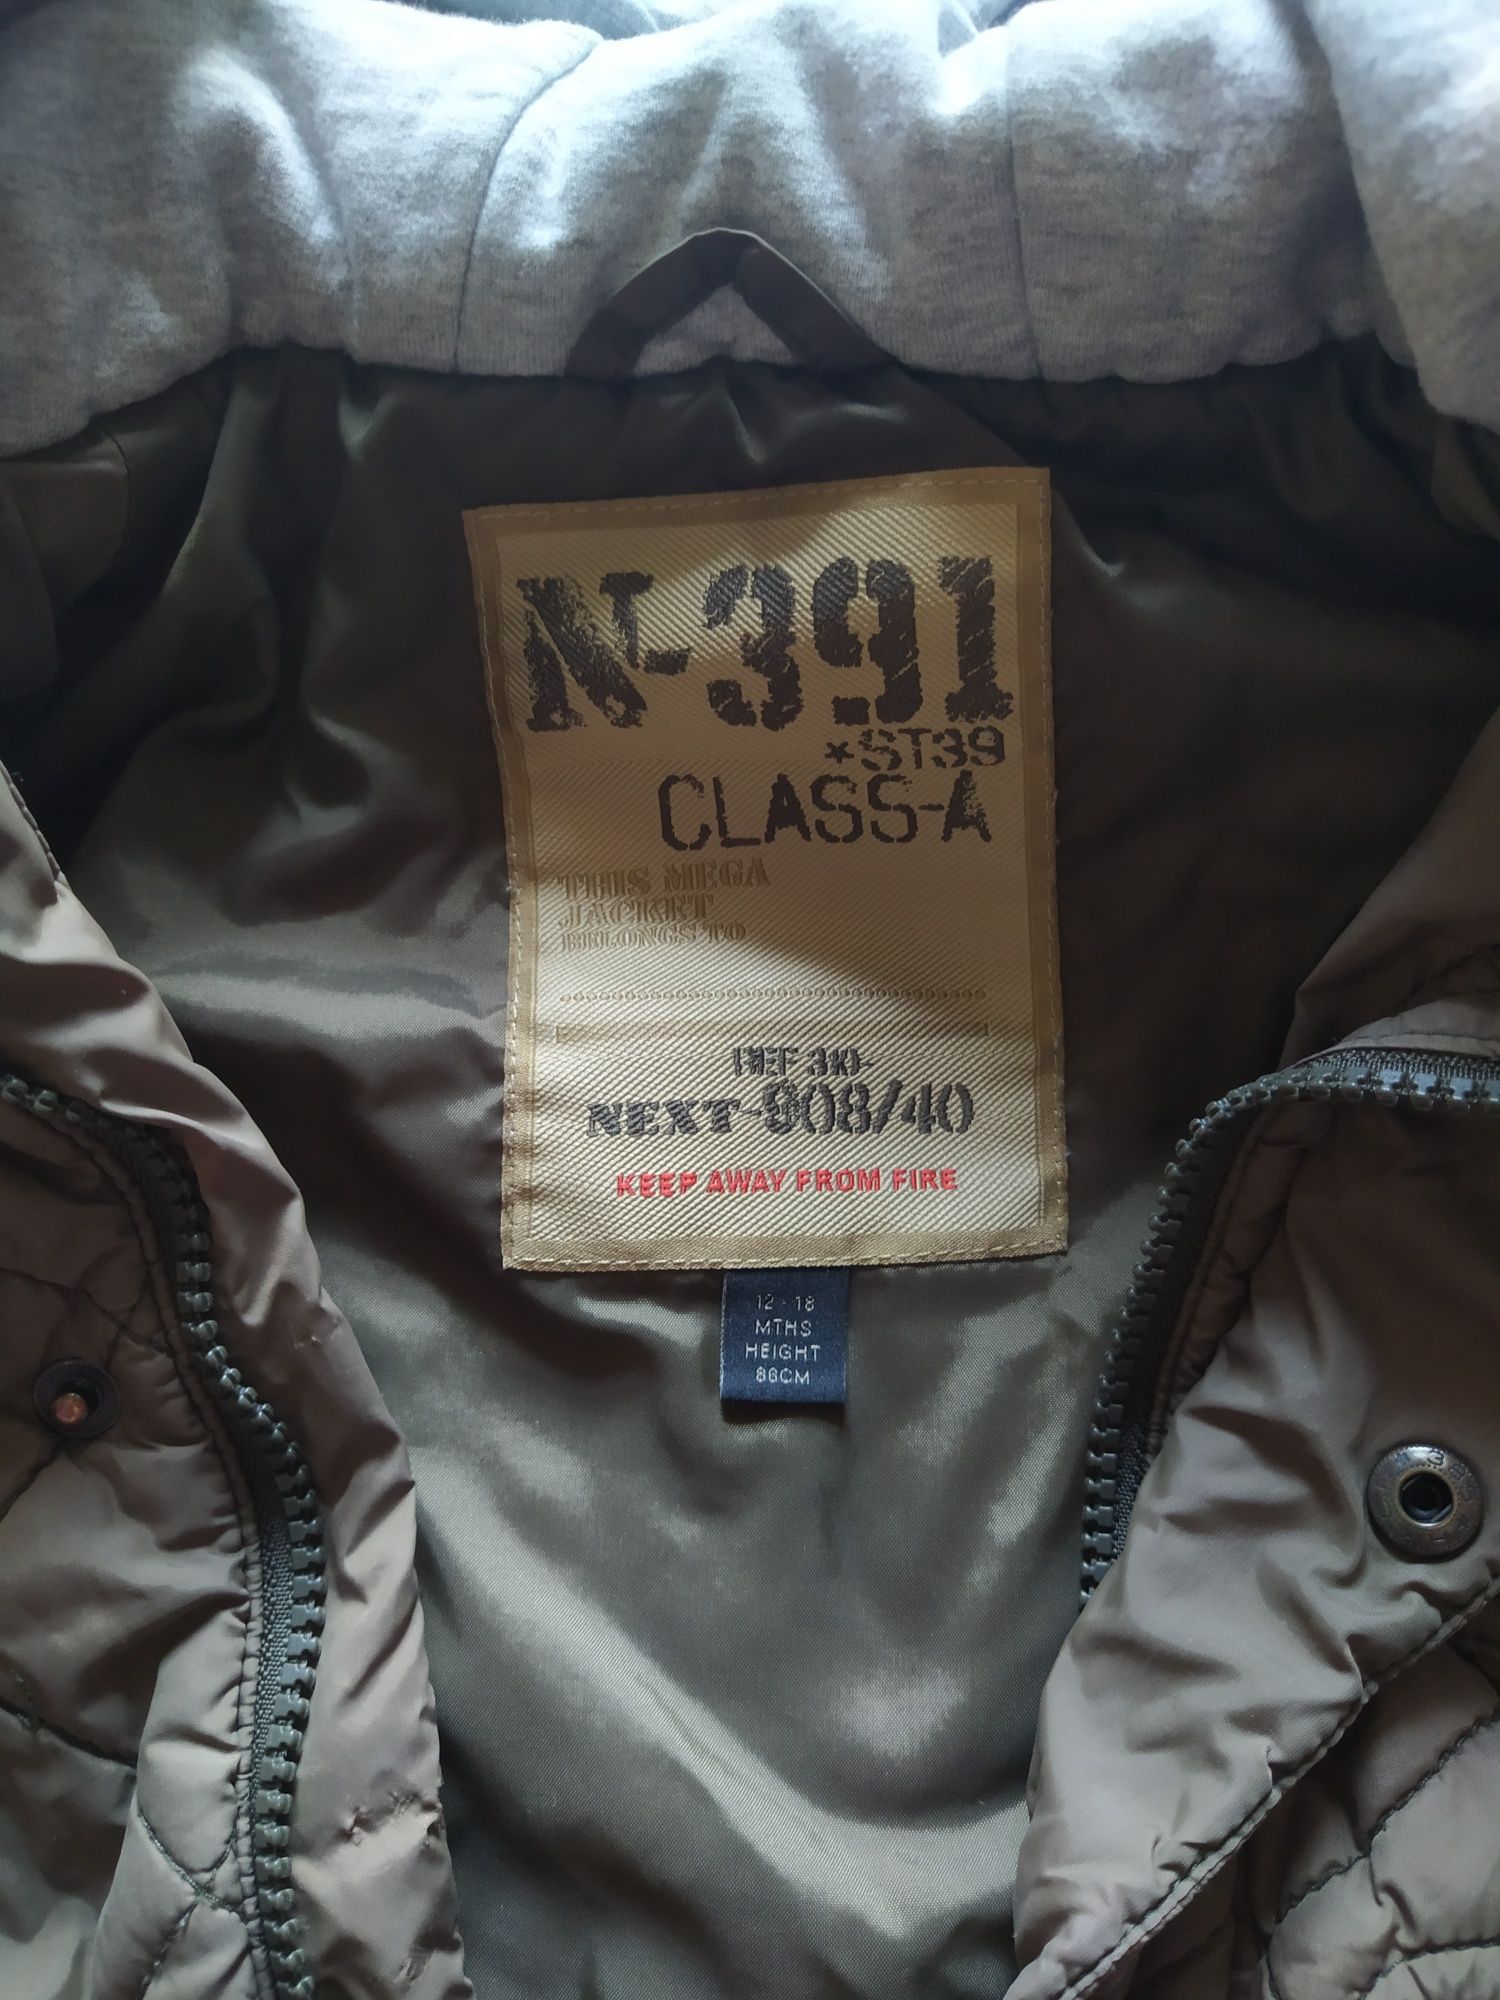 N-391
*ST39
CLASS-A
THIS MEGA
JACKET
BELONGS TO
REF 310-
NEXT-908/40
KEEP AWAY FROM FIRE
12 - 18
MTHS
HEIGHT
86CM